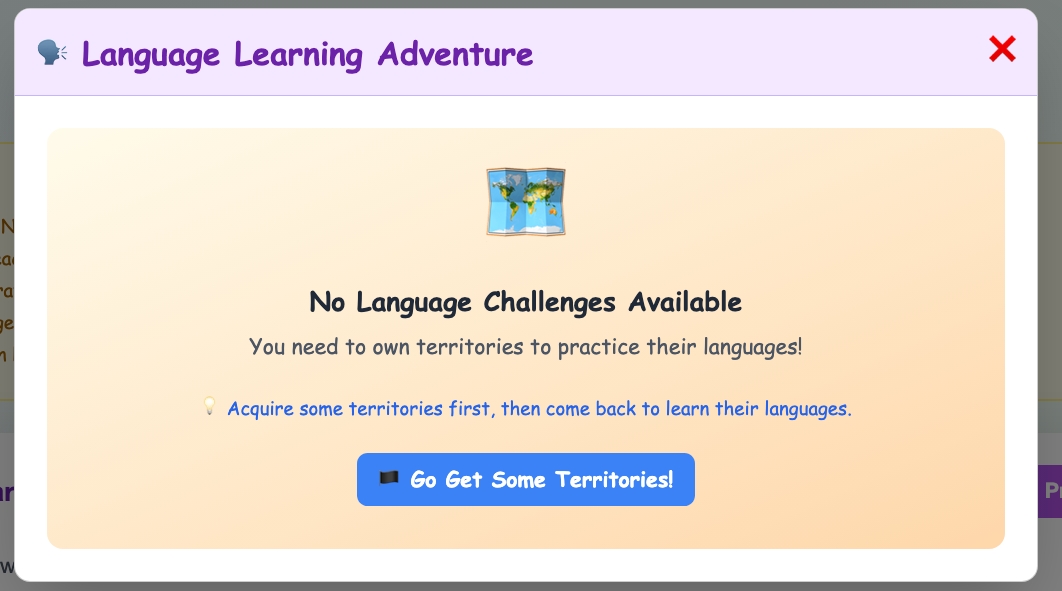 Language Learning Adventure
No Language Challenges Available
You need to own territories to practice their languages!
Acquire some territories first, then come back to learn their languages.
Go Get Some Territories!